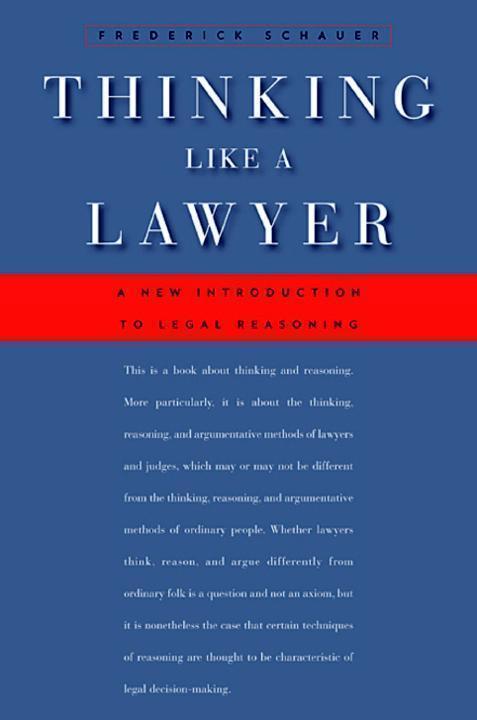 FREDERICK SCHAUER
THINKING
LIKE A
LAWYER
A NEW INTRODUCTION
TO LEGAL REASONING
This is a book about thinking and reasoning.
More particularly, it is about the thinking,
reasoning, and argumentative methods of lawyers
and judges, which may or may not be different
from the thinking, reasoning, and argumentative
methods of ordinary people. Whether lawyers
think, reason, and argue differently from
ordinary folk is a question and not an axiom, but
it is nonetheless the case that certain techniques
of reasoning are thought to be characteristic of
legal decision-making.